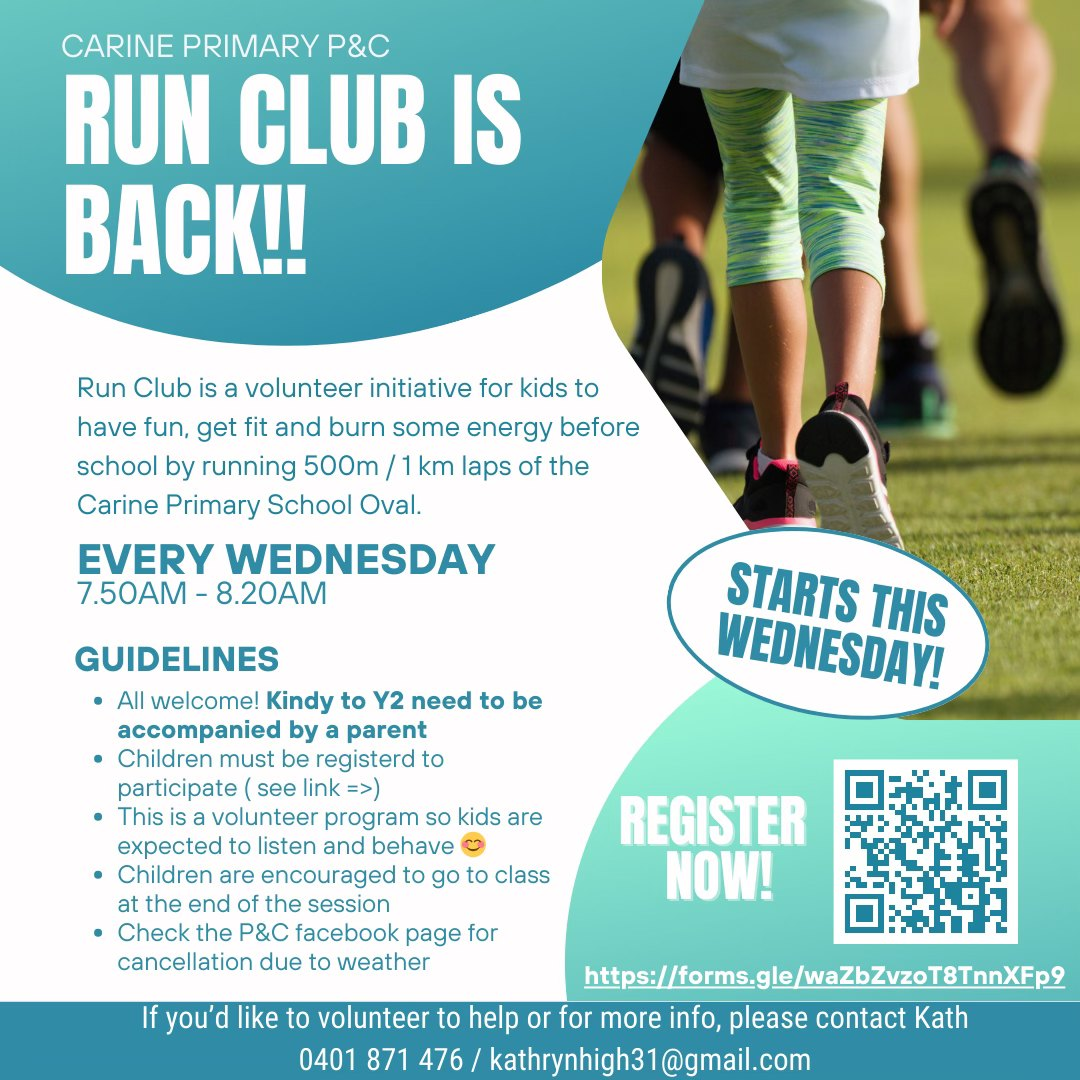 CARINE PRIMARY P&C
RUN CLUB IS
BACK!!
Run Club is a volunteer initiative for kids to
have fun, get fit and burn some energy before
school by running 500m / 1 km laps of the
Carine Primary School Oval.
EVERY WEDNESDAY
7.50AM - 8.20AM
STARTS THIS
WEDNESDAY!
GUIDELINES
• All welcome! Kindy to Y2 need to be
accompanied by a parent
• Children must be registerd to
participate ( see link =>)
• This is a volunteer program so kids are
expected to listen and behave 😊
• Children are encouraged to go to class
at the end of the session
• Check the P&C facebook page for
cancellation due to weather
REGISTER
NOW!
https://forms.gle/waZbZvzoT8TnnXFp9
If you’d like to volunteer to help or for more info, please contact Kath
0401 871 476 / kathrynhigh31@gmail.com